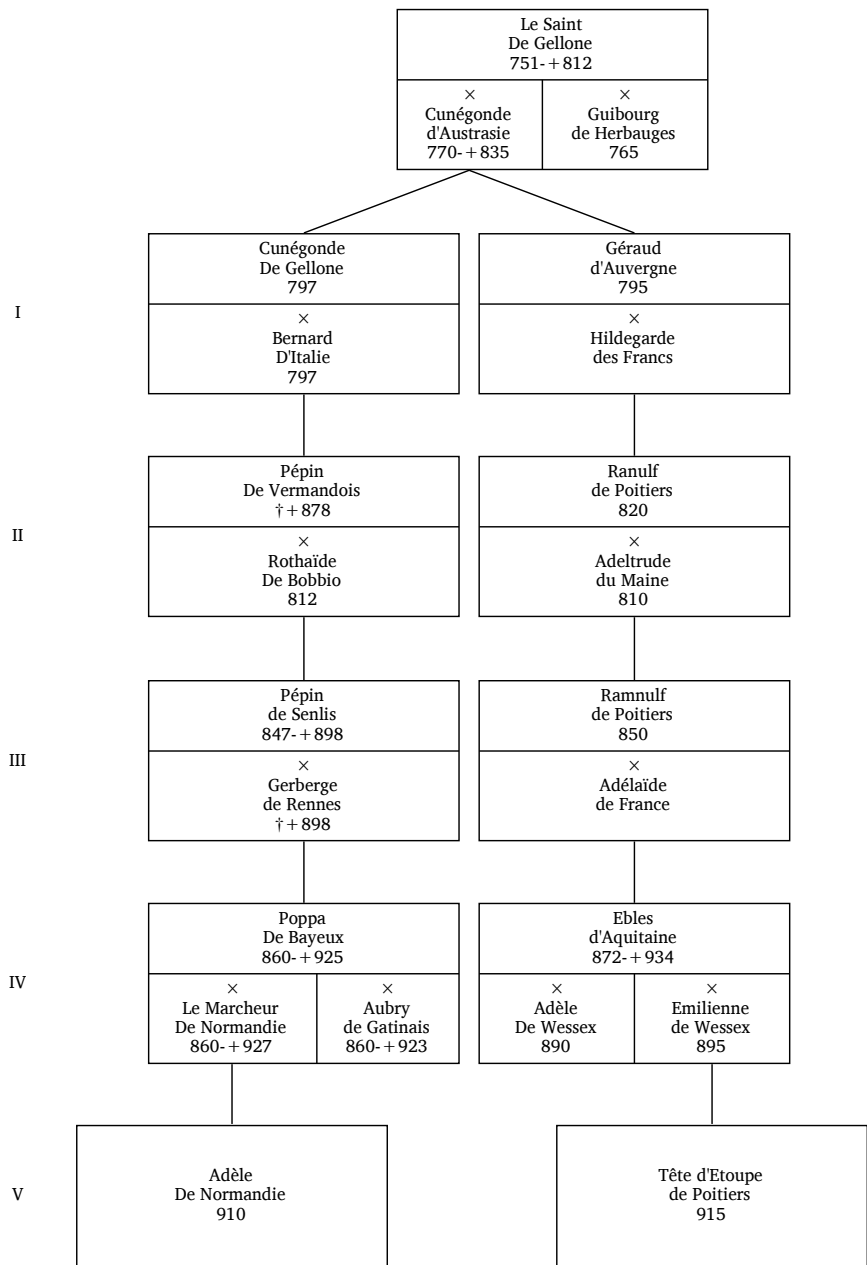 Le Saint
De Gellone
751-+812
×
Cunégonde
d'Austrasie
770-+835
×
Guibourg
de Herbauges
765
I
Cunégonde
De Gellone
797
×
Bernard
D'Italie
797
Géraud
d'Auvergne
795
×
Hildegarde
des Francs
II
Pépin
De Vermandois
†+878
×
Rothaïde
De Bobbio
812
Ranulf
de Poitiers
820
×
Adeltrude
du Maine
810
III
Pépin
de Senlis
847-+898
×
Gerberge
de Rennes
†+898
Ramnulf
de Poitiers
850
×
Adélaïde
de France
IV
Poppa
De Bayeux
860-+925
×
Le Marcheur
De Normandie
860-+927
×
Aubry
de Gatinais
860-+923
Ebles
d'Aquitaine
872-+934
×
Adèle
De Wessex
890
×
Emilienne
de Wessex
895
V
Adèle
De Normandie
910
Tête d'Etoupe
de Poitiers
915